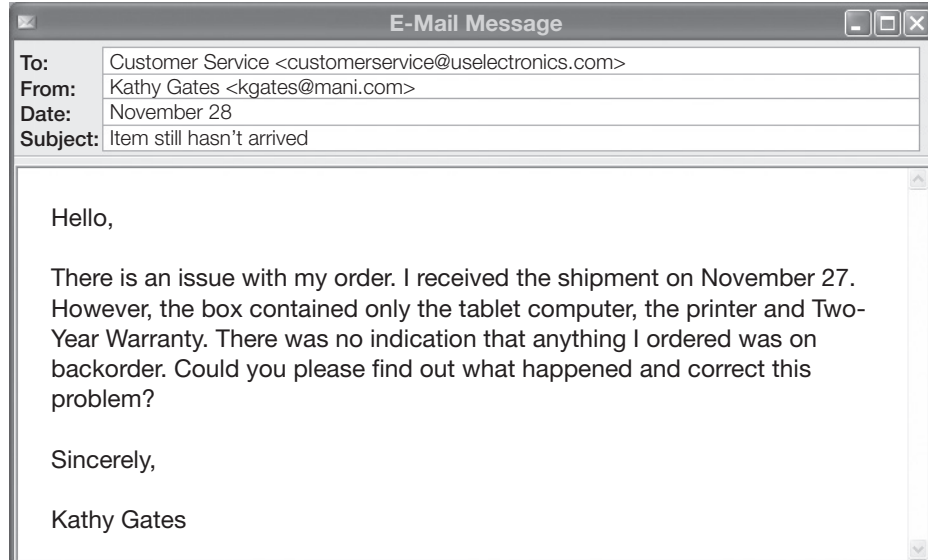 E-Mail Message
To: Customer Service <customerservice@uselectronics.com>
From: Kathy Gates <kgates@mani.com>
Date: November 28
Subject: Item still hasn't arrived
Hello,
There is an issue with my order. I received the shipment on November 27.
However, the box contained only the tablet computer, the printer and Two-
Year Warranty. There was no indication that anything I ordered was on
backorder. Could you please find out what happened and correct this
problem?
Sincerely,
Kathy Gates